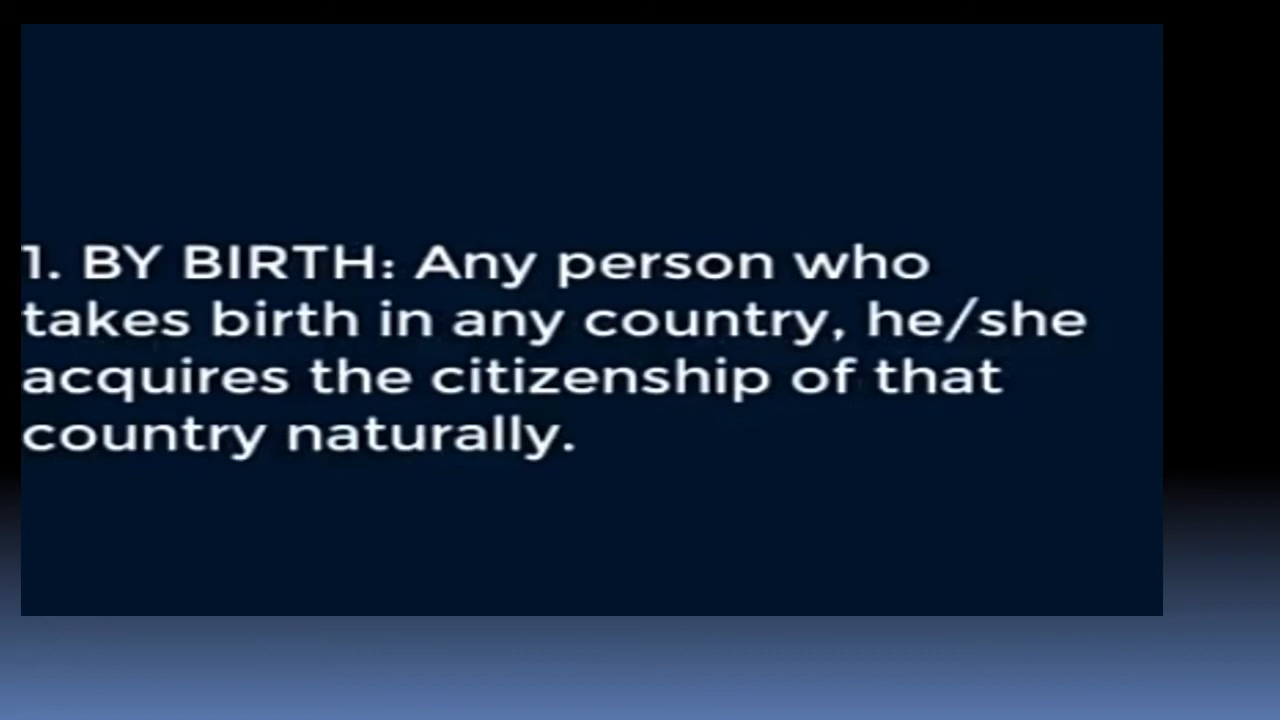 1. BY BIRTH: Any person who
takes birth in any country, he/she
acquires the citizenship of that
country naturally.